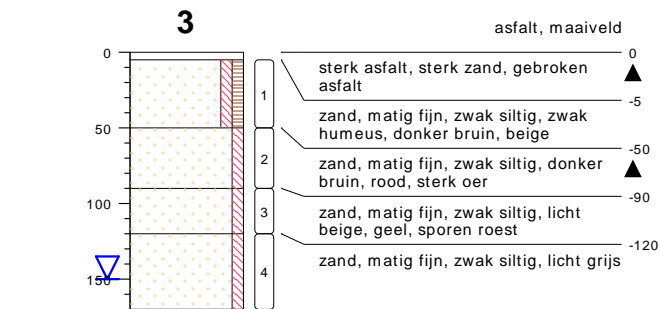 3
asfalt, maaiveld
0
0
sterk asfalt, sterk zand, gebroken
asfalt
-5
1
zand, matig fijn, zwak siltig, zwak
humeus, donker bruin, beige
50
-50
2
zand, matig fijn, zwak siltig, donker
bruin, rood, sterk oer
-90
100
3
zand, matig fijn, zwak siltig, licht
beige, geel, sporen roest
-120
4
zand, matig fijn, zwak siltig, licht grijs
150